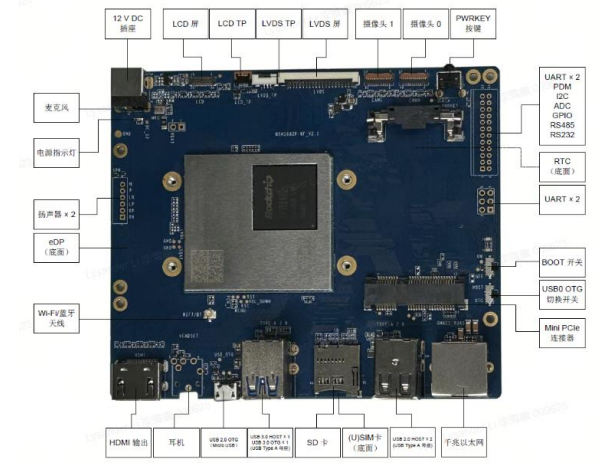 12 V DC
插座
LCD 屏
LCD TP
LVDS TP
LVDS 屏
摄像头 1
摄像头 0
PWRKEY
按键
麦克风
电源指示灯
扬声器 × 2
eDP
(底面)
Wi-Fi/蓝牙
天线
UART × 2
PDM
I2C
ADC
GPIO
RS485
RS232
RTC
(底面)
UART × 2
BOOT 开关
USB0 OTG
切换开关
Mini PCIe
连接器
Rockchip
HDMI 输出
耳机
USB 2.0 OTG
(Micro USB)
USB 3.0 HOST × 1
USB 3.0 OTG × 1
(USB Type A 母座)
SD 卡
(U)SIM卡
(底面)
USB 2.0 HOST × 2
(USB Type A 母座)
千兆以太网